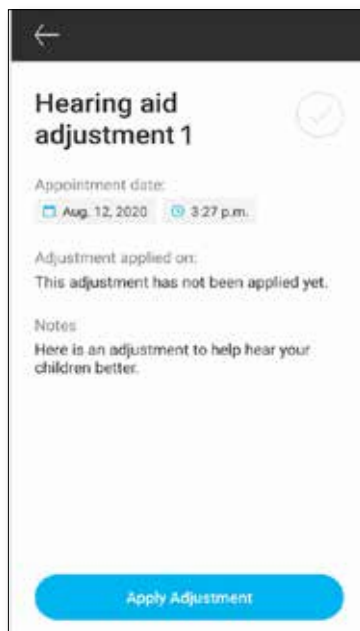 Hearing aid
adjustment 1
Appointment date:
Aug. 12, 2020 3:27 p.m.
Adjustment applied on:
This adjustment has not been applied yet.
Notes
Here is an adjustment to help hear your
children better.
Apply Adjustment